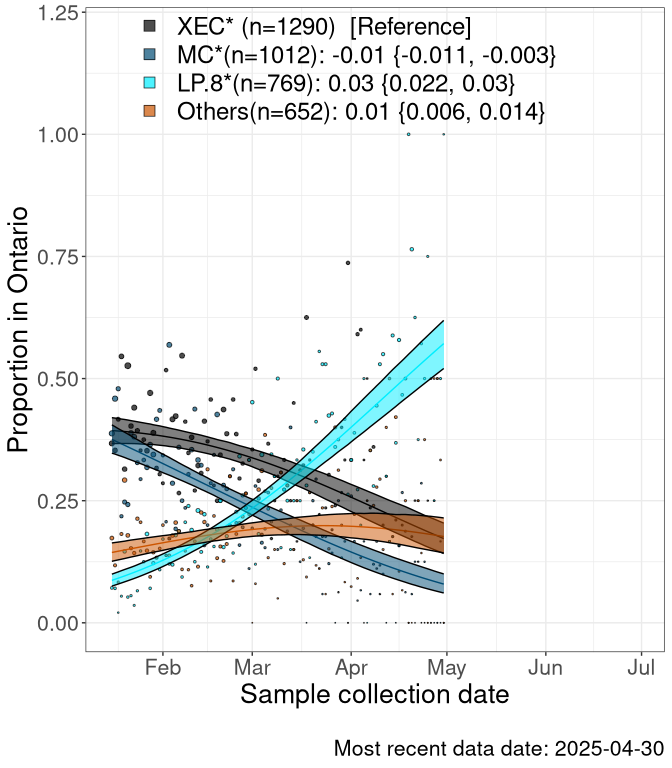 XEC* (n=1290)  [Reference]
MC*(n=1012): -0.01 {-0.011, -0.003}
LP.8*(n=769): 0.03 {0.022, 0.03}
Others(n=652): 0.01 {0.006, 0.014}
Proportion in Ontario
1.25
1.00
0.75
0.50
0.25
0.00
Feb Mar Apr May Jun Jul
Sample collection date
Most recent data date: 2025-04-30